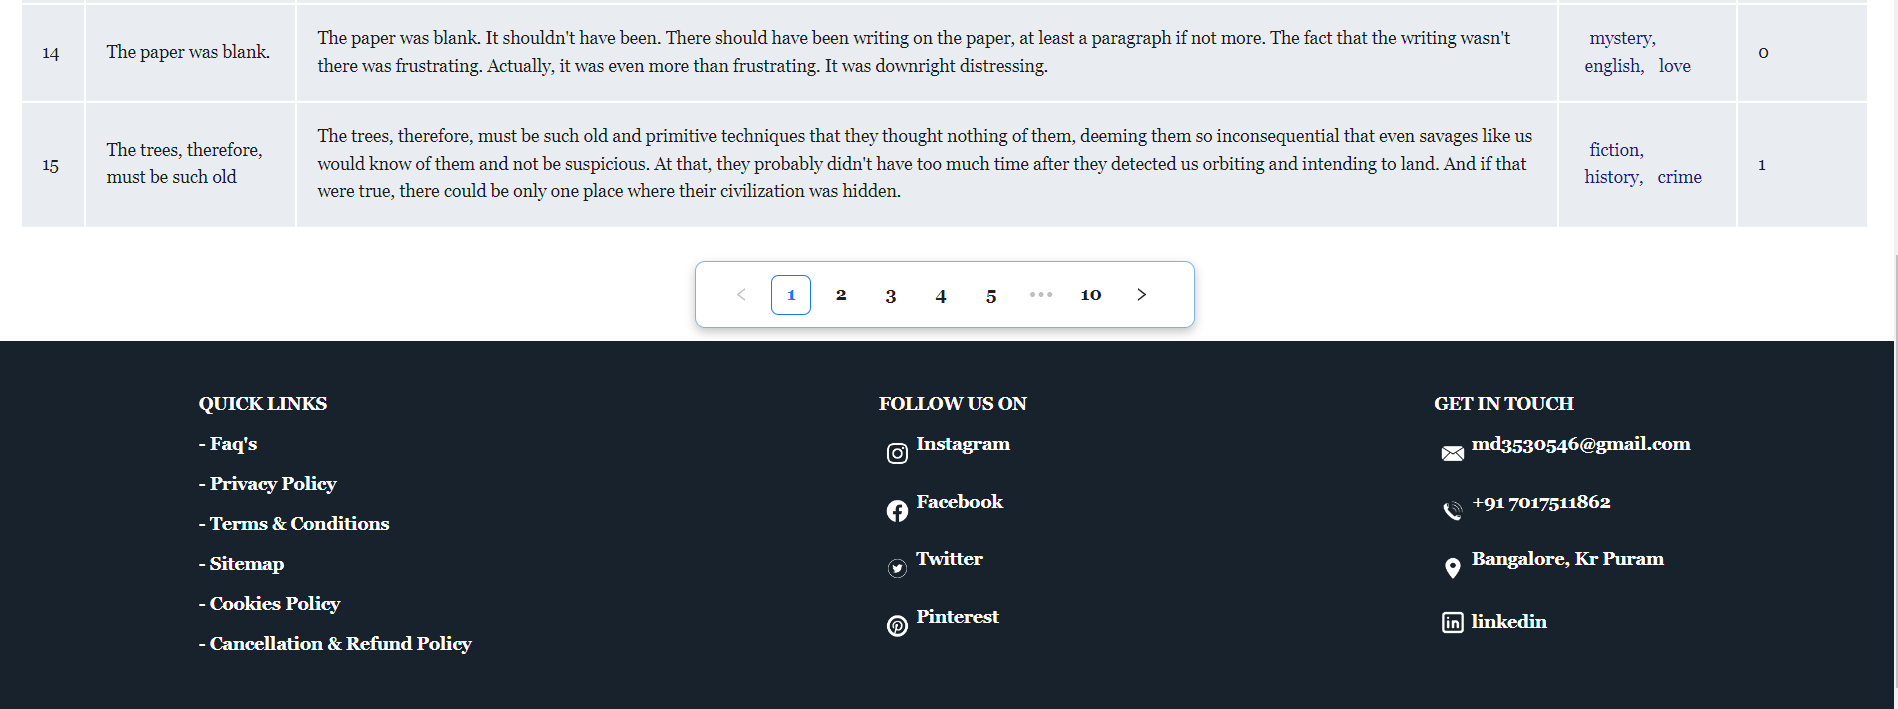 14
The paper was blank.
The paper was blank. It shouldn't have been. There should have been writing on the paper, at least a paragraph if not more. The fact that the writing wasn't
there was frustrating. Actually, it was even more than frustrating. It was downright distressing.
mystery,
english, love
0
15
The trees, therefore,
must be such old
The trees, therefore, must be such old and primitive techniques that they thought nothing of them, deeming them so inconsequential that even savages like us
would know of them and not be suspicious. At that, they probably didn't have too much time after they detected us orbiting and intending to land. And if that
were true, there could be only one place where their civilization was hidden.
fiction,
history, crime
1
< 1 2 3 4 5 ••• 10 >
QUICK LINKS
- Faq's
- Privacy Policy
- Terms & Conditions
- Sitemap
- Cookies Policy
- Cancellation & Refund Policy
FOLLOW US ON
Instagram
Facebook
Twitter
Pinterest
GET IN TOUCH
md3530546@gmail.com
+91 7017511862
Bangalore, Kr Puram
linkedin